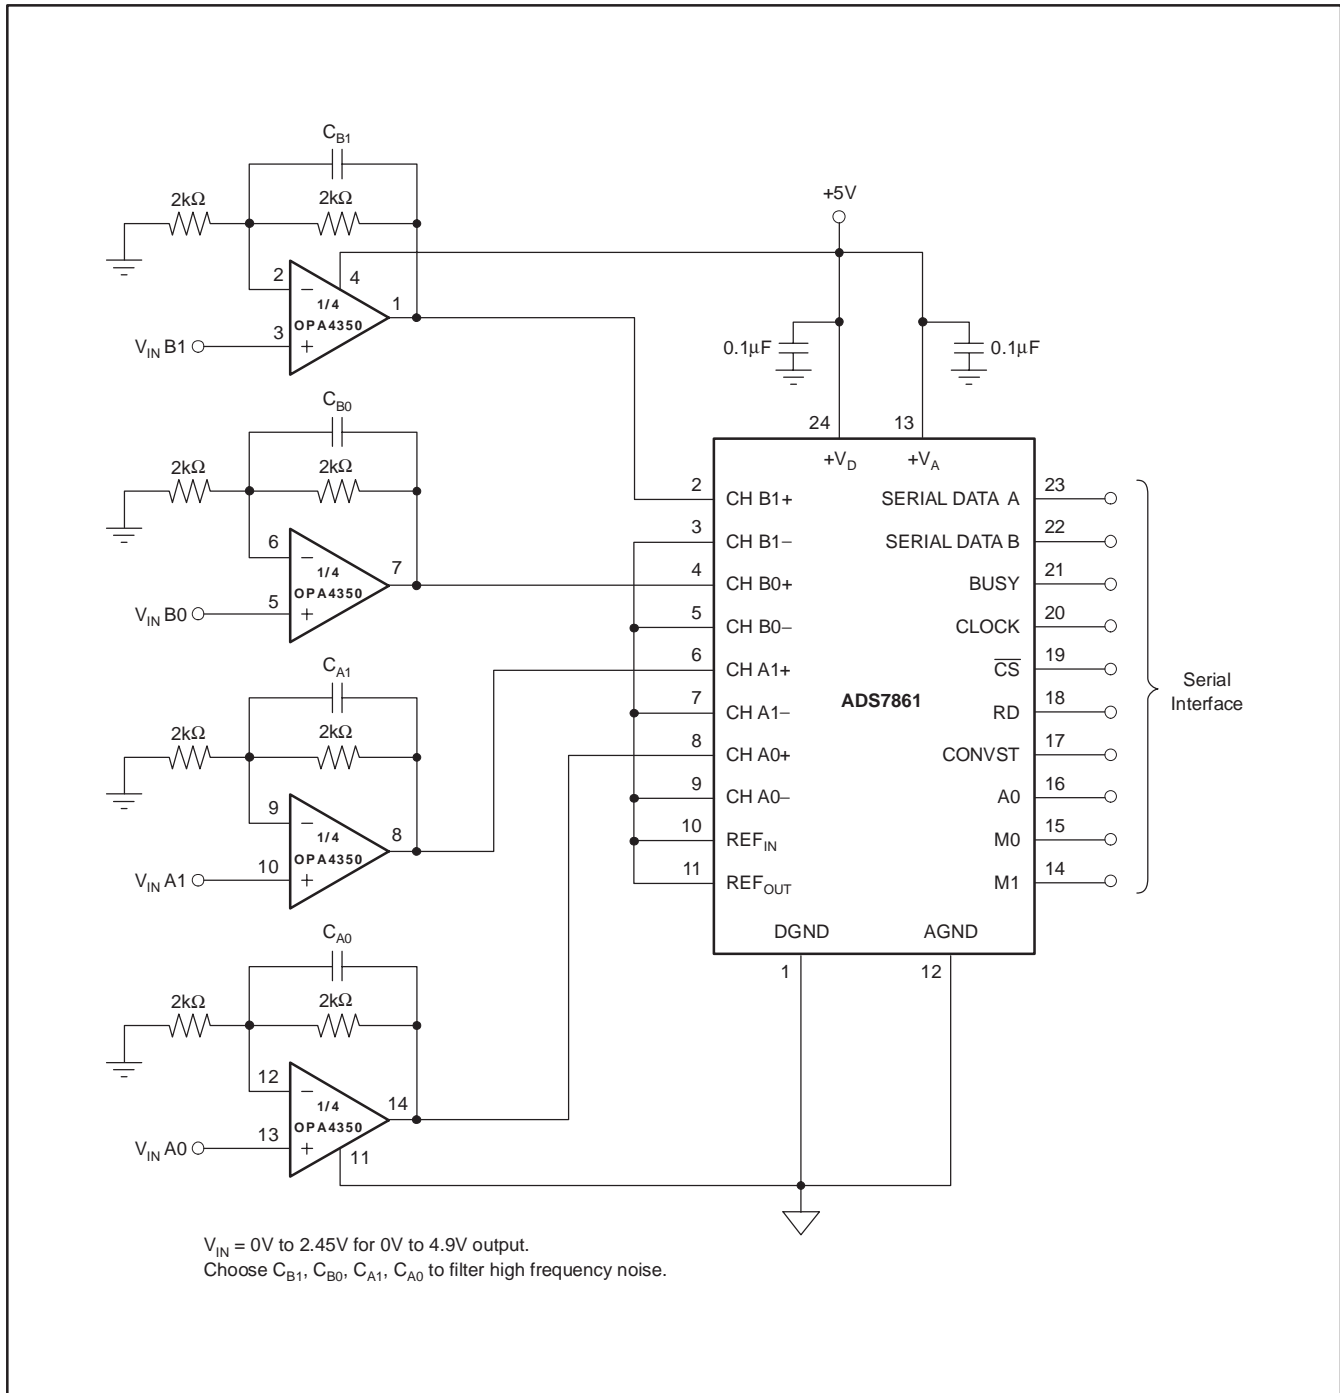 C_B1
2kΩ
2kΩ
2
−
4
1/4
OPA4350
1
3
+
V_IN B1
C_B0
2kΩ
2kΩ
6
−
1/4
OPA4350
7
5
+
V_IN B0
C_A1
2kΩ
2kΩ
9
−
1/4
OPA4350
8
10
+
V_IN A1
C_A0
2kΩ
2kΩ
12
−
1/4
OPA4350
14
13
+
11
V_IN A0
+5V
0.1µF
0.1µF
24
13
+V_D
+V_A
2
CH B1+
3
CH B1−
4
CH B0+
5
CH B0−
6
CH A1+
7
CH A1−
8
CH A0+
9
CH A0−
10
REF_IN
11
REF_OUT
ADS7861
SERIAL DATA A
23
SERIAL DATA B
22
BUSY
21
CLOCK
20
C̅S̅
19
RD
18
CONVST
17
A0
16
M0
15
M1
14
DGND
AGND
1
12
Serial
Interface
V_IN = 0V to 2.45V for 0V to 4.9V output.
Choose C_B1, C_B0, C_A1, C_A0 to filter high frequency noise.